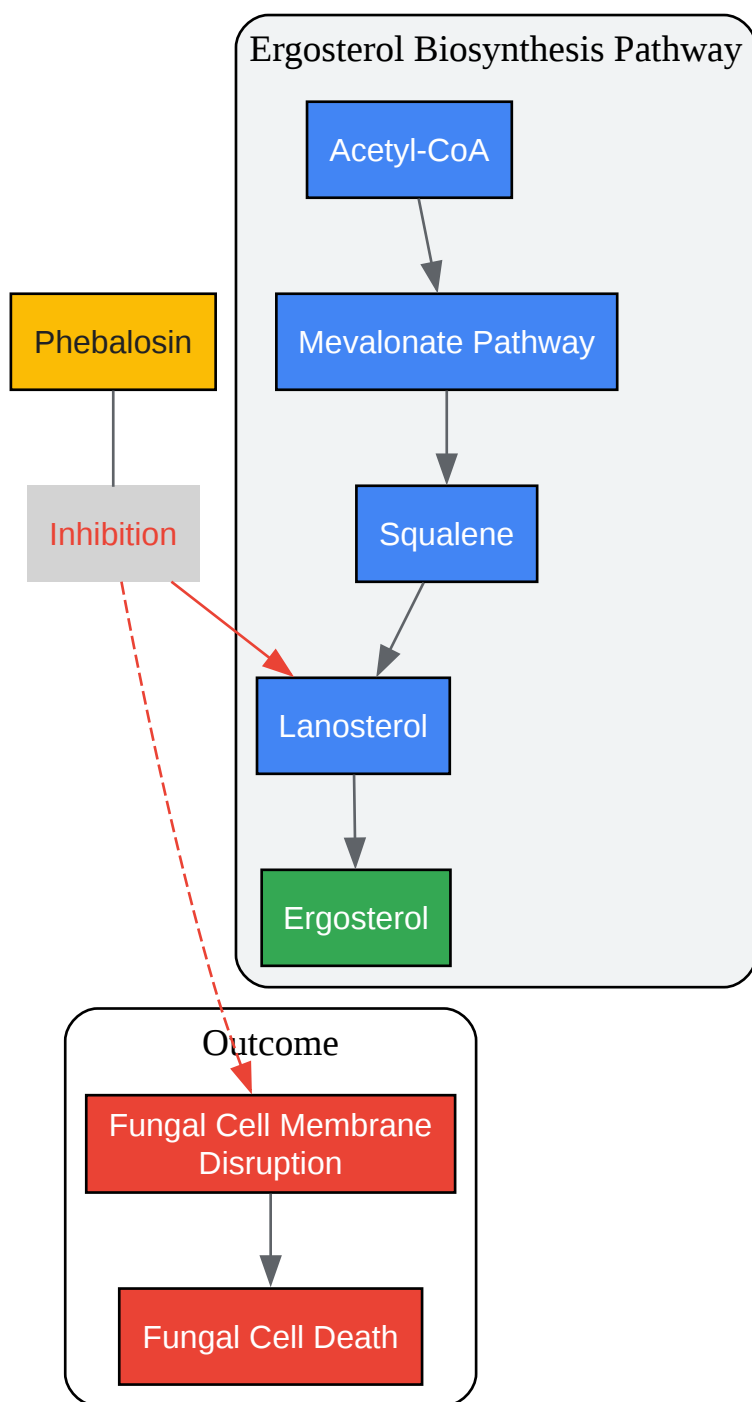 Ergosterol Biosynthesis Pathway
Acetyl-CoA
Phebalosin
Mevalonate Pathway
Inhibition
Squalene
Lanosterol
Ergosterol
Outcome
Fungal Cell Membrane
Disruption
Fungal Cell Death